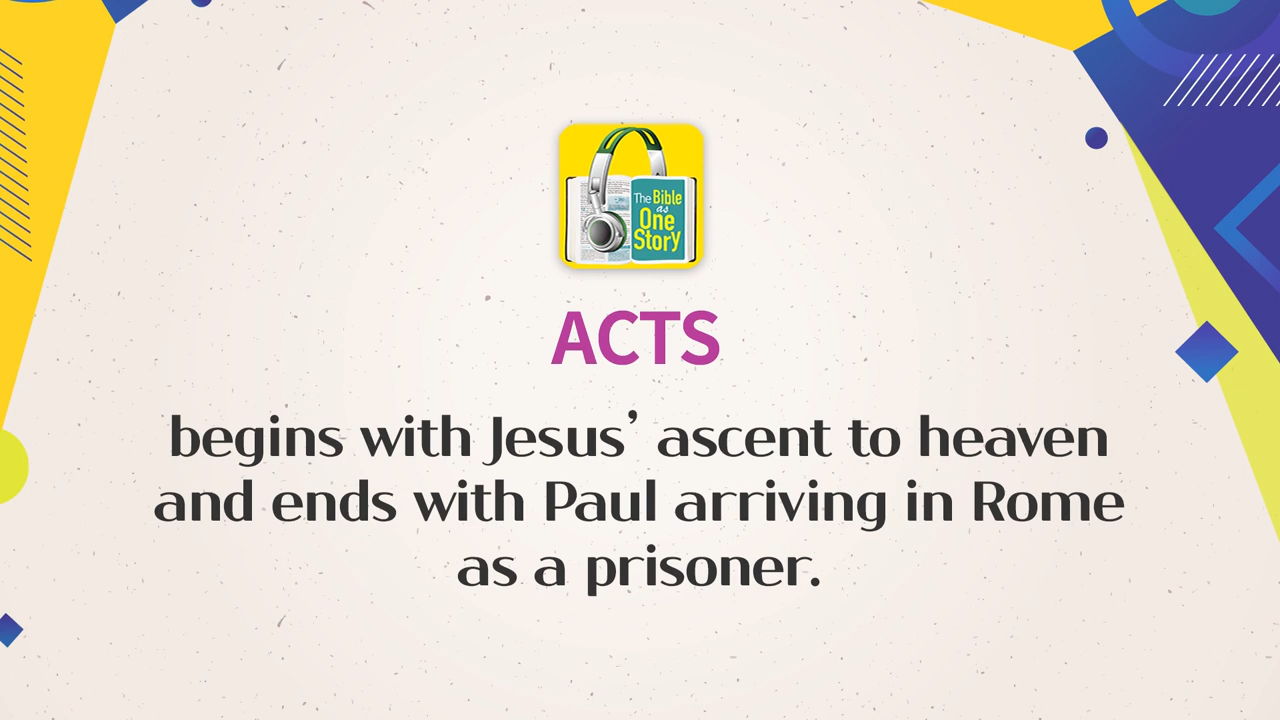 The Bible
as
One
Story
ACTS
begins with Jesus’ ascent to heaven
and ends with Paul arriving in Rome
as a prisoner.